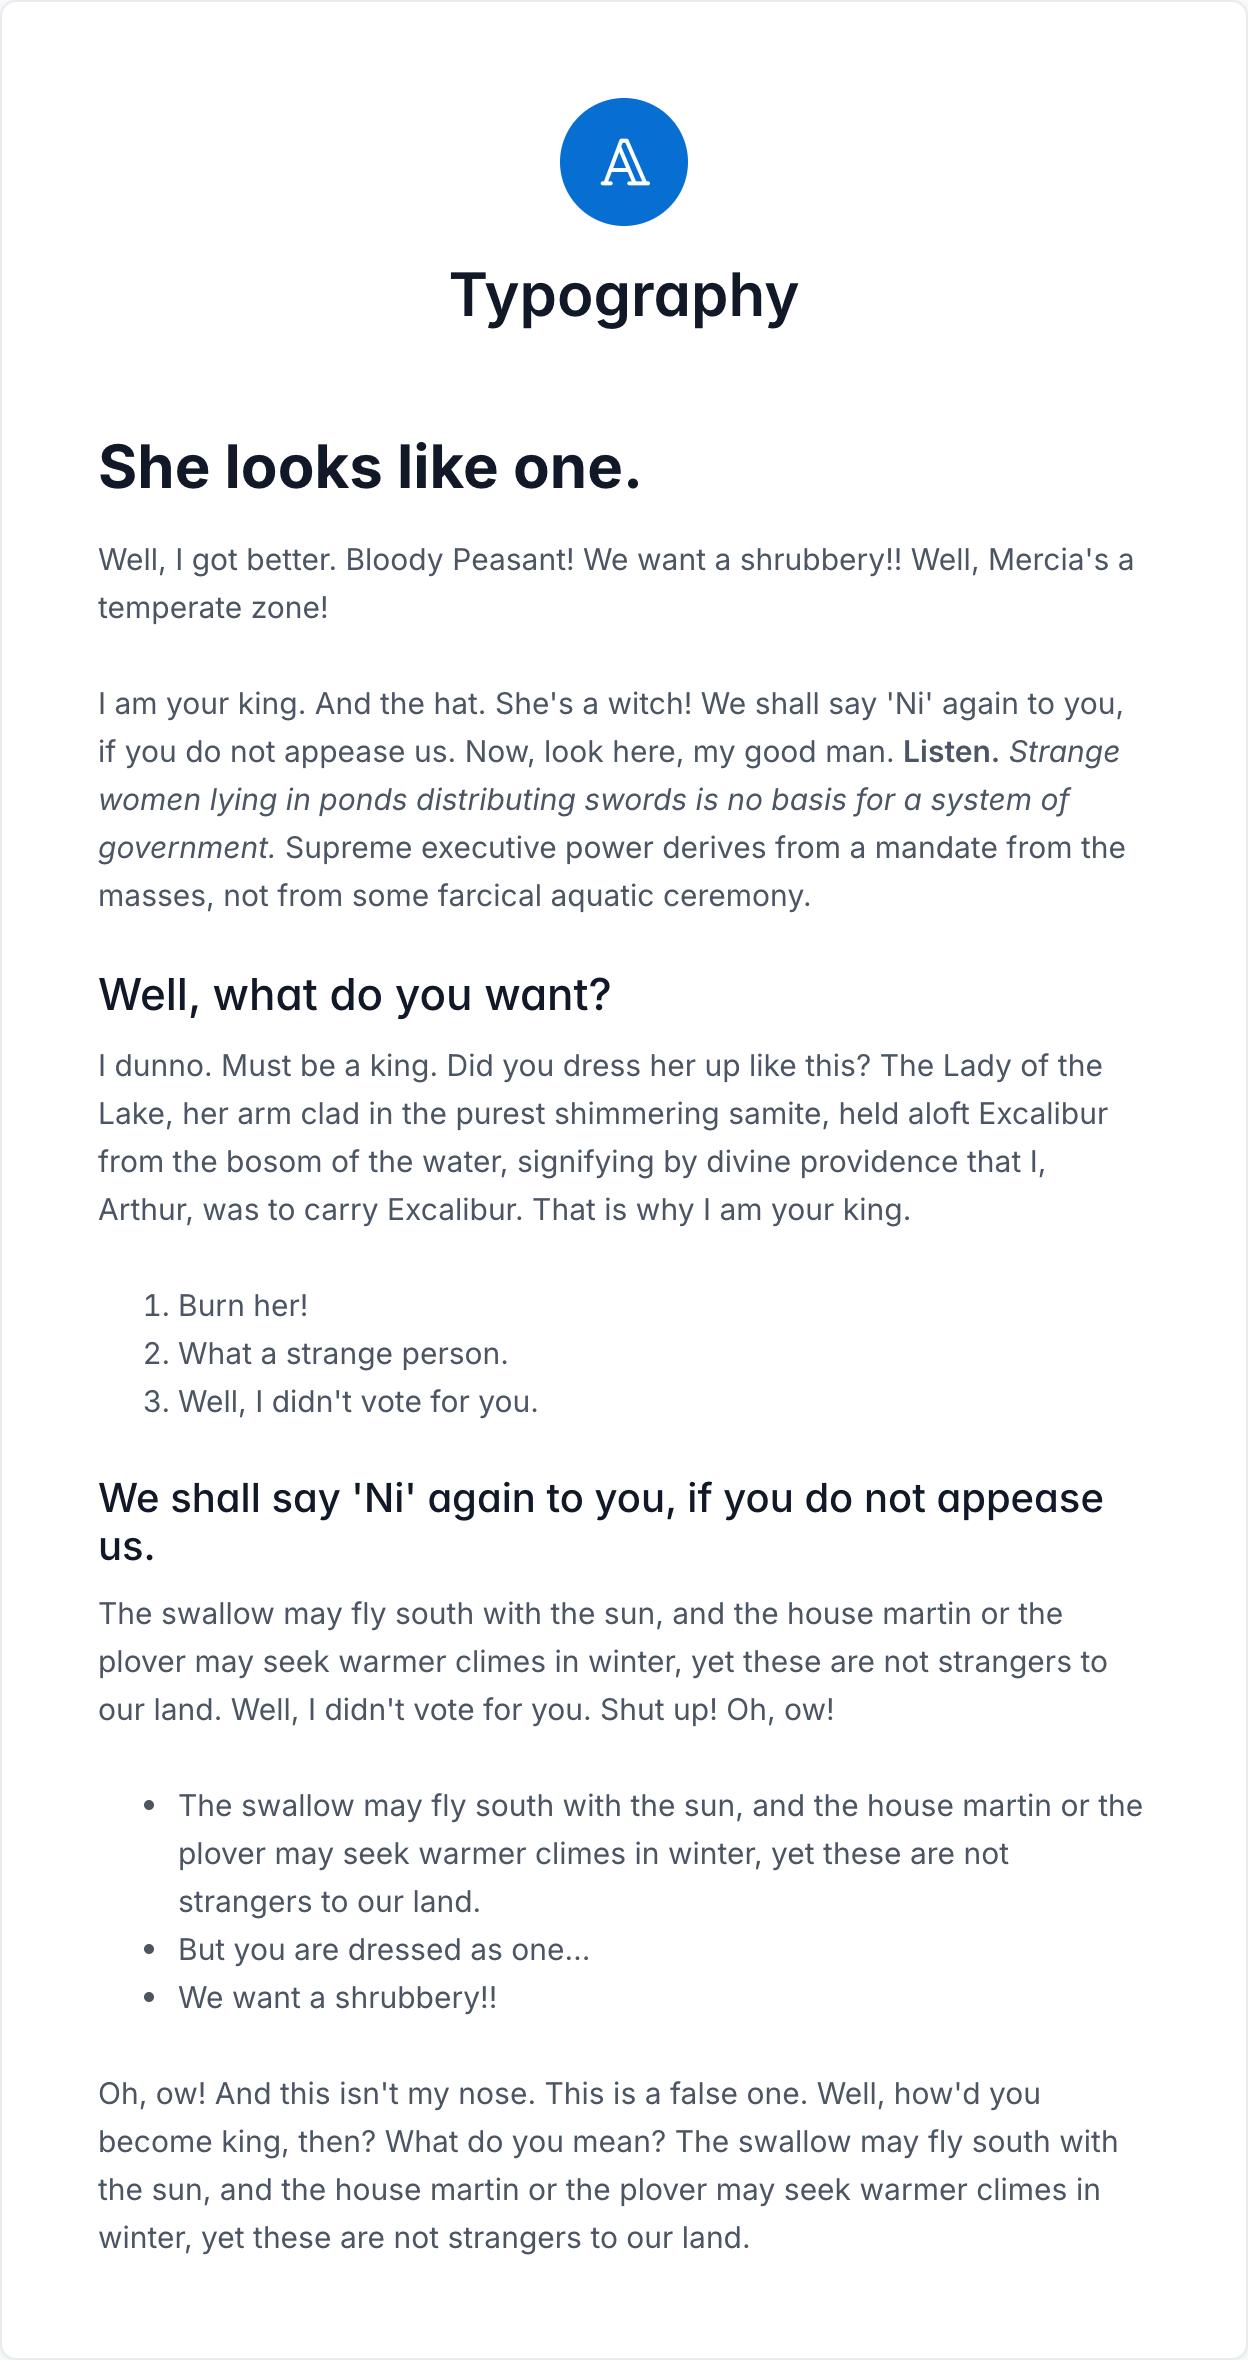 𝔸
Typography
She looks like one.
Well, I got better. Bloody Peasant! We want a shrubbery!! Well, Mercia's a
temperate zone!
I am your king. And the hat. She's a witch! We shall say 'Ni' again to you,
if you do not appease us. Now, look here, my good man. Listen. Strange
women lying in ponds distributing swords is no basis for a system of
government. Supreme executive power derives from a mandate from the
masses, not from some farcical aquatic ceremony.
Well, what do you want?
I dunno. Must be a king. Did you dress her up like this? The Lady of the
Lake, her arm clad in the purest shimmering samite, held aloft Excalibur
from the bosom of the water, signifying by divine providence that I,
Arthur, was to carry Excalibur. That is why I am your king.
1. Burn her!
2. What a strange person.
3. Well, I didn't vote for you.
We shall say 'Ni' again to you, if you do not appease
us.
The swallow may fly south with the sun, and the house martin or the
plover may seek warmer climes in winter, yet these are not strangers to
our land. Well, I didn't vote for you. Shut up! Oh, ow!
• The swallow may fly south with the sun, and the house martin or the
plover may seek warmer climes in winter, yet these are not
strangers to our land.
• But you are dressed as one…
• We want a shrubbery!!
Oh, ow! And this isn't my nose. This is a false one. Well, how'd you
become king, then? What do you mean? The swallow may fly south with
the sun, and the house martin or the plover may seek warmer climes in
winter, yet these are not strangers to our land.